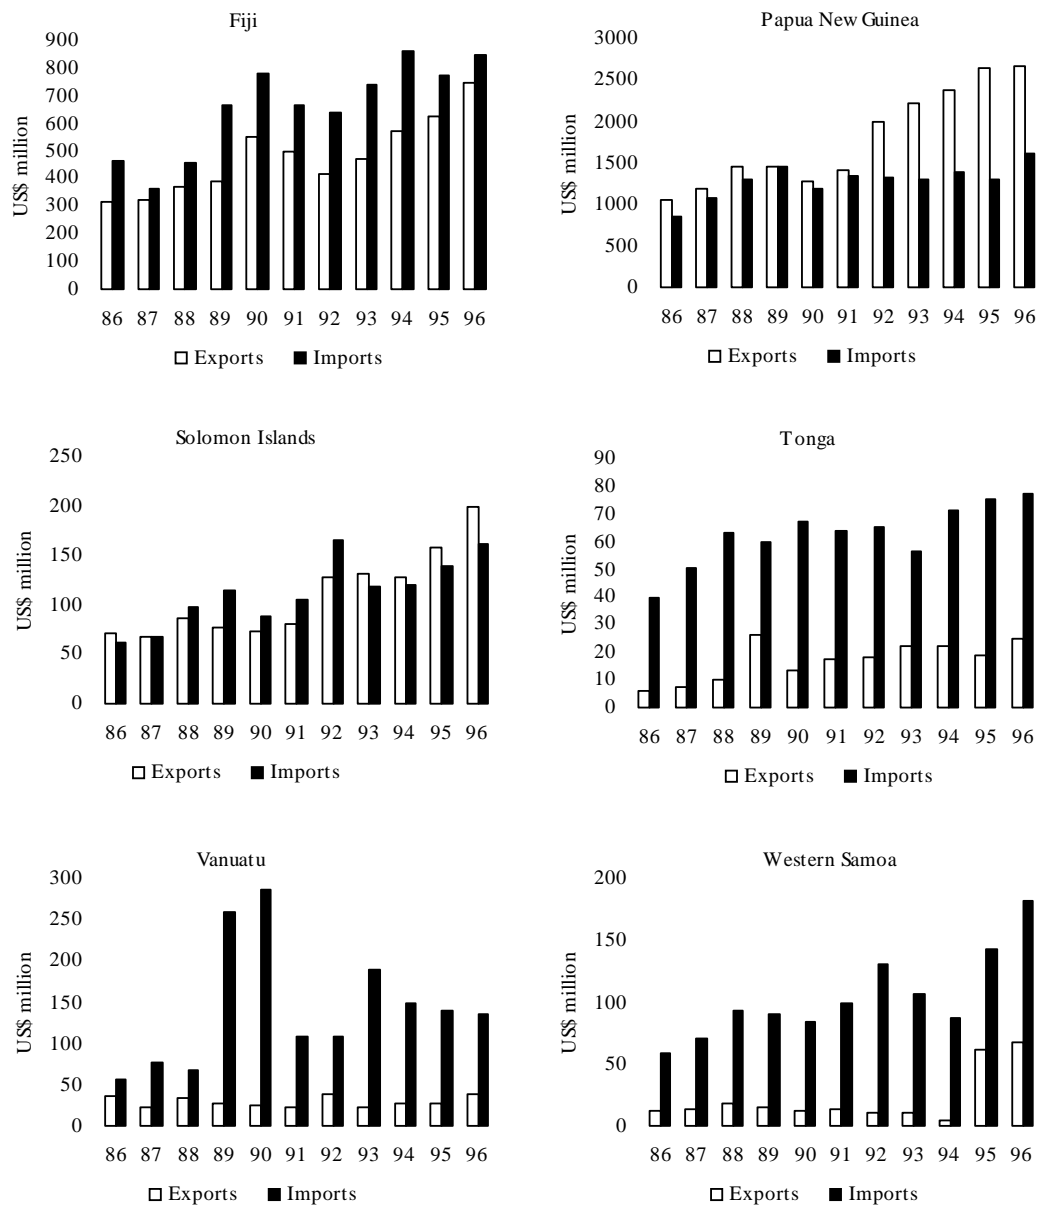 Fiji
900
800
700
600
500
400
300
200
100
0
US$ million
86 87 88 89 90 91 92 93 94 95 96
Exports Imports
Papua New Guinea
3000
2500
2000
1500
1000
500
0
US$ million
86 87 88 89 90 91 92 93 94 95 96
Exports Imports
Solomon Islands
250
200
150
100
50
0
US$ million
86 87 88 89 90 91 92 93 94 95 96
Exports Imports
Tonga
90
80
70
60
50
40
30
20
10
0
US$ million
86 87 88 89 90 91 92 93 94 95 96
Exports Imports
Vanuatu
300
250
200
150
100
50
0
US$ million
86 87 88 89 90 91 92 93 94 95 96
Exports Imports
Western Samoa
200
150
100
50
0
US$ million
86 87 88 89 90 91 92 93 94 95 96
Exports Imports